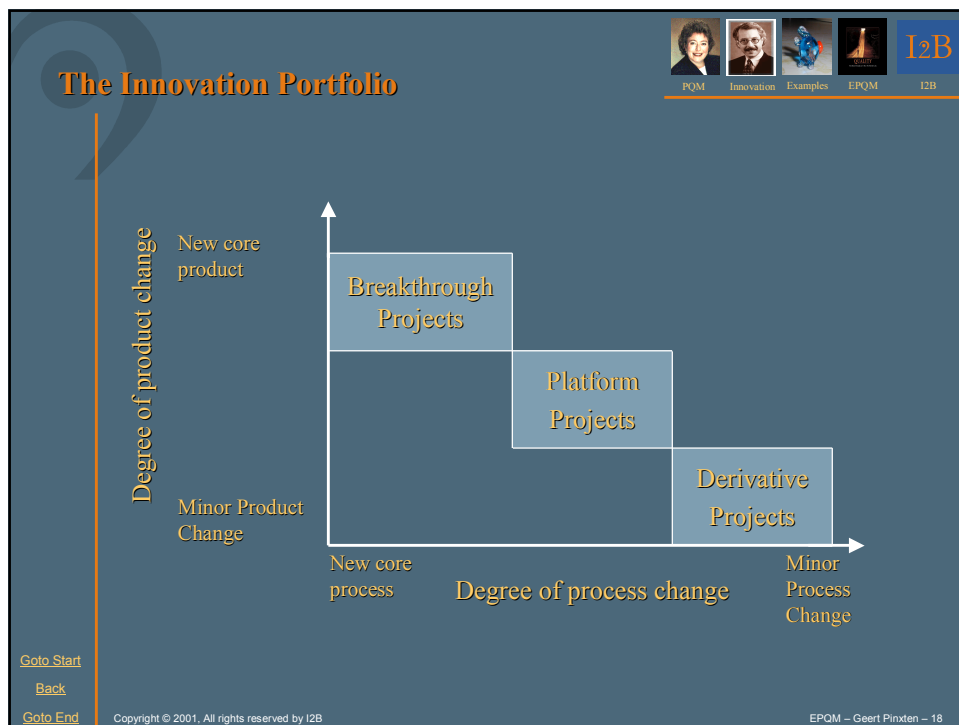 The Innovation Portfolio
I2B
QUALITY
PQM
Innovation
Examples
EPQM
I2B
Degree of product change
New core
product
Breakthrough
Projects
Platform
Projects
Derivative
Projects
Minor Product
Change
New core
process
Degree of process change
Minor
Process
Change
Goto Start
Back
Goto End
Copyright © 2001, All rights reserved by I2B
EPQM – Geert Pinxten – 18